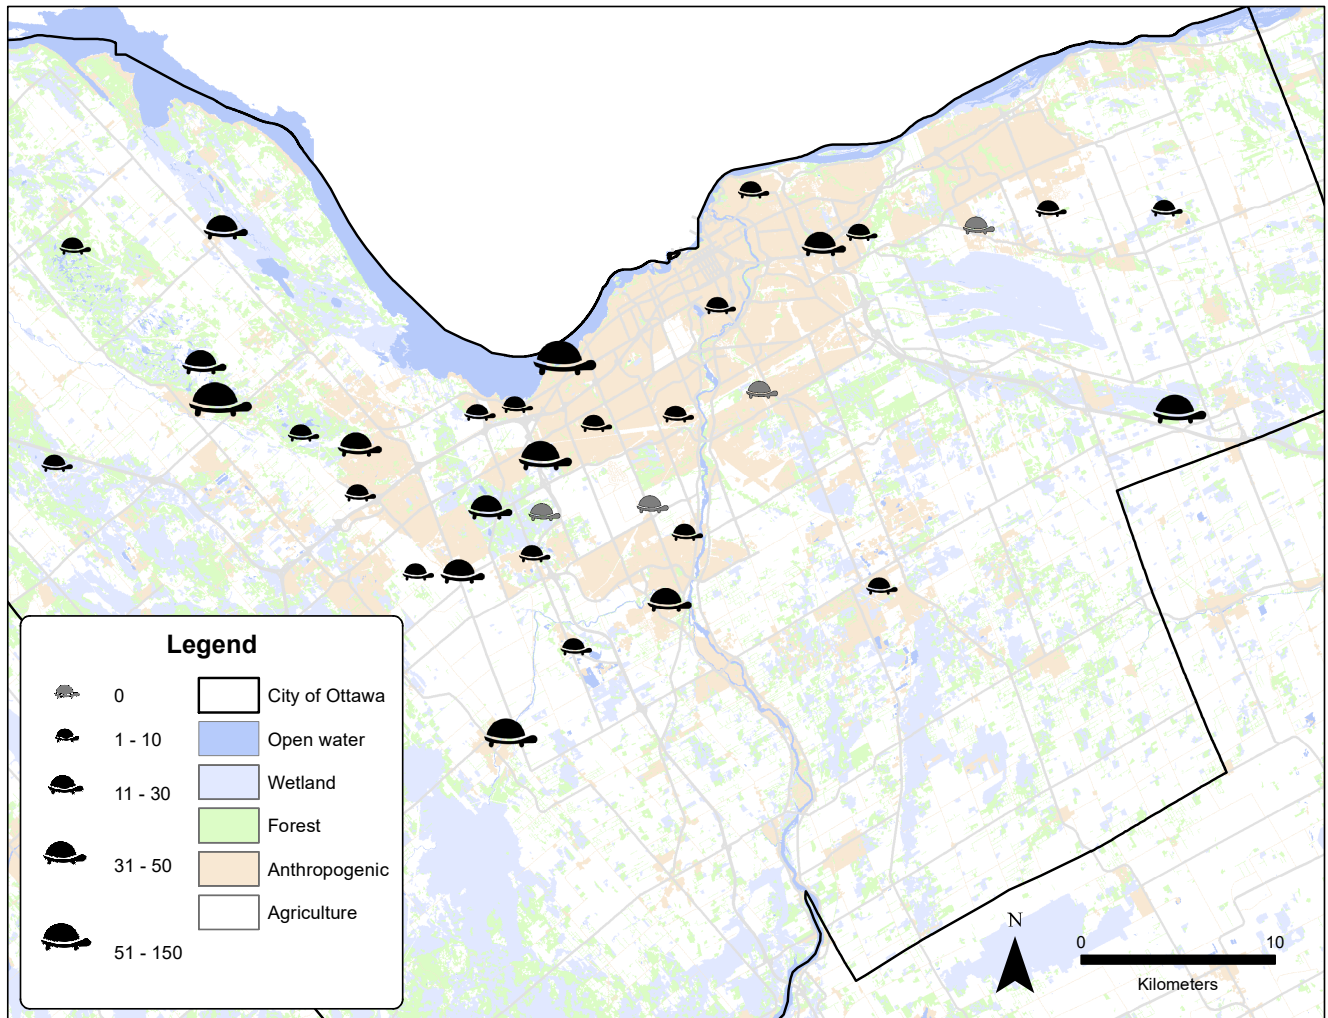 Legend
0
1 - 10
11 - 30
31 - 50
51 - 150
City of Ottawa
Open water
Wetland
Forest
Anthropogenic
Agriculture
N
0 10
Kilometers